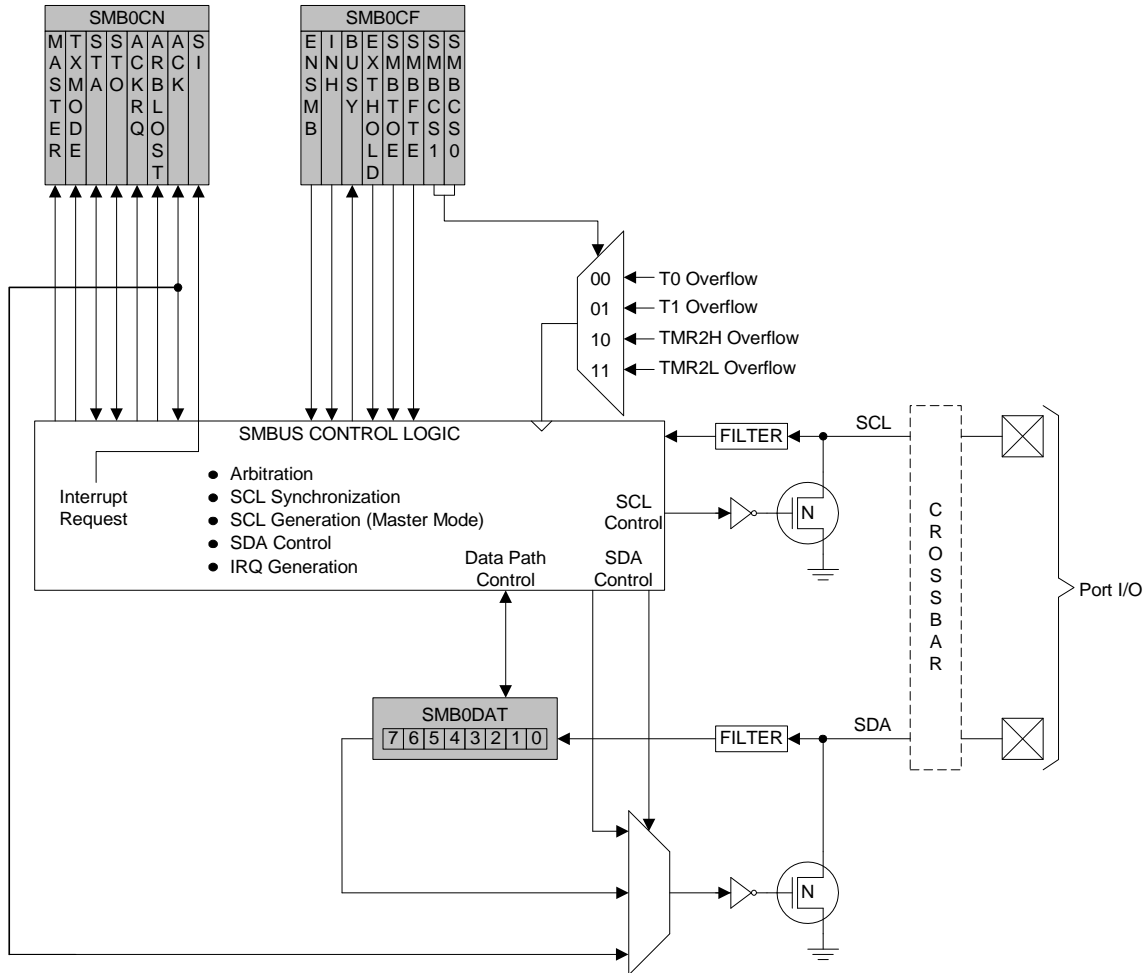 SMB0CN
MASTER
TXMODE
STA
STO
ACKRQ
ARBLOST
ACK
SI
SMB0CF
ENSMB
INH
BUSY
EXTHOLD
SMBTOE
SMBFTE
SMBCS1
SMBCS0
00 T0 Overflow
01 T1 Overflow
10 TMR2H Overflow
11 TMR2L Overflow
SMBUS CONTROL LOGIC
Interrupt
Request
● Arbitration
● SCL Synchronization
● SCL Generation (Master Mode)
● SDA Control
● IRQ Generation
SCL
Control
Data Path
Control
SDA
Control
FILTER
SCL
N
CROSSBAR
Port I/O
SMB0DAT
7 6 5 4 3 2 1 0
FILTER
SDA
N